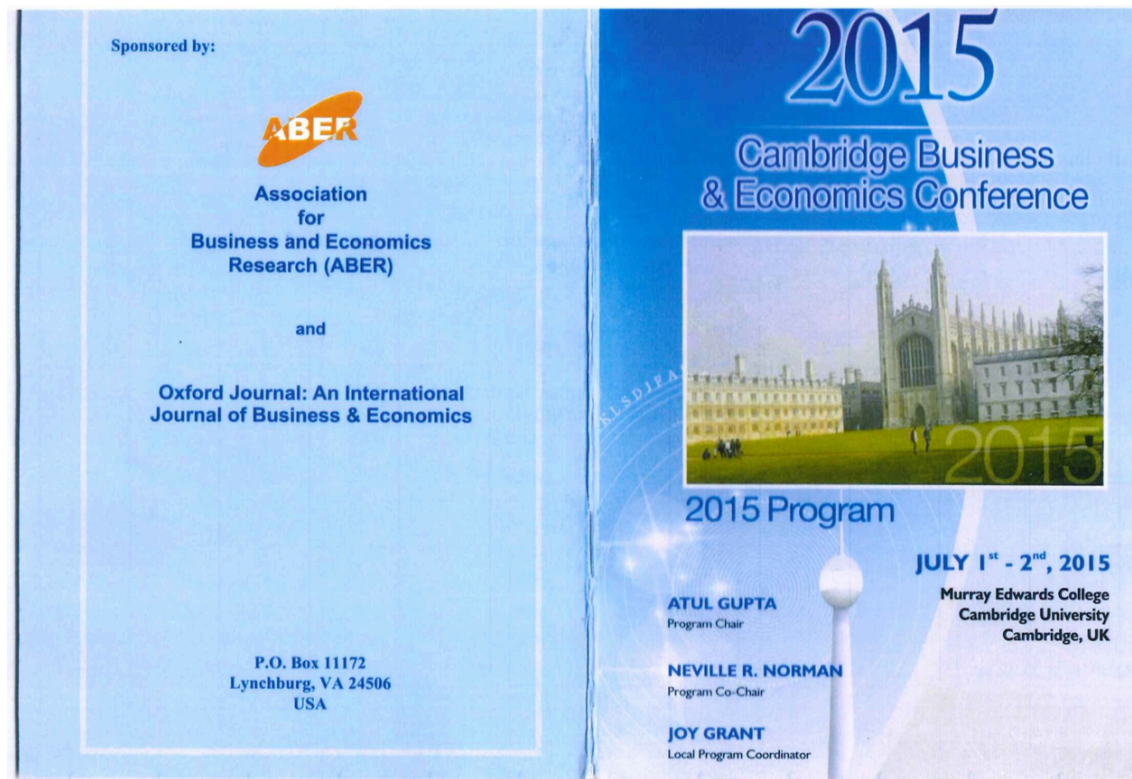 Sponsored by:
ABER
Association
for
Business and Economics
Research (ABER)
and
Oxford Journal: An International
Journal of Business & Economics
P.O. Box 11172
Lynchburg, VA 24506
USA
2015
Cambridge Business
& Economics Conference
KLSDJFA
2015
2015 Program
JULY 1st - 2nd, 2015
Murray Edwards College
Cambridge University
Cambridge, UK
ATUL GUPTA
Program Chair
NEVILLE R. NORMAN
Program Co-Chair
JOY GRANT
Local Program Coordinator